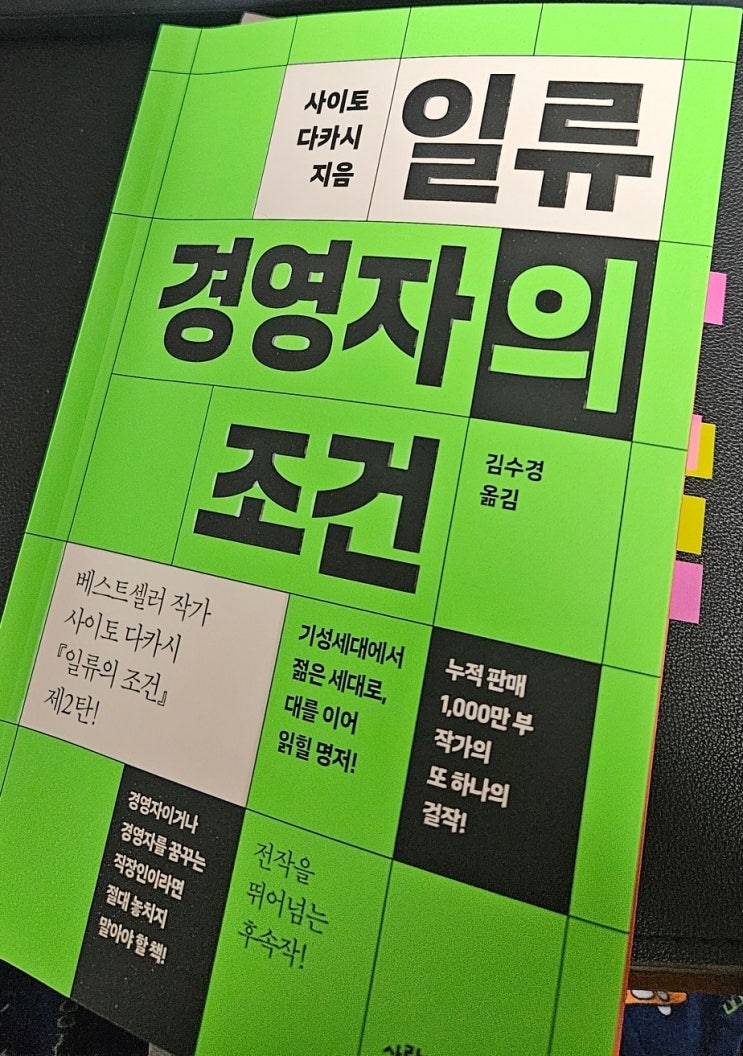 사이토
다카시
지음
일류
경영자의
조건
김수경
옮김
베스트셀러 작가
사이토 다카시
『일류의 조건』
제2탄!
기성세대에서
젊은 세대로,
대를 이어
읽힐 명저!
누적 판매
1,000만 부
작가의
또 하나의
걸작!
경영자이거나
경영자를 꿈꾸는
직장인이라면
절대 놓치지
말아야 할 책!
전작을
뛰어넘는
후속작!